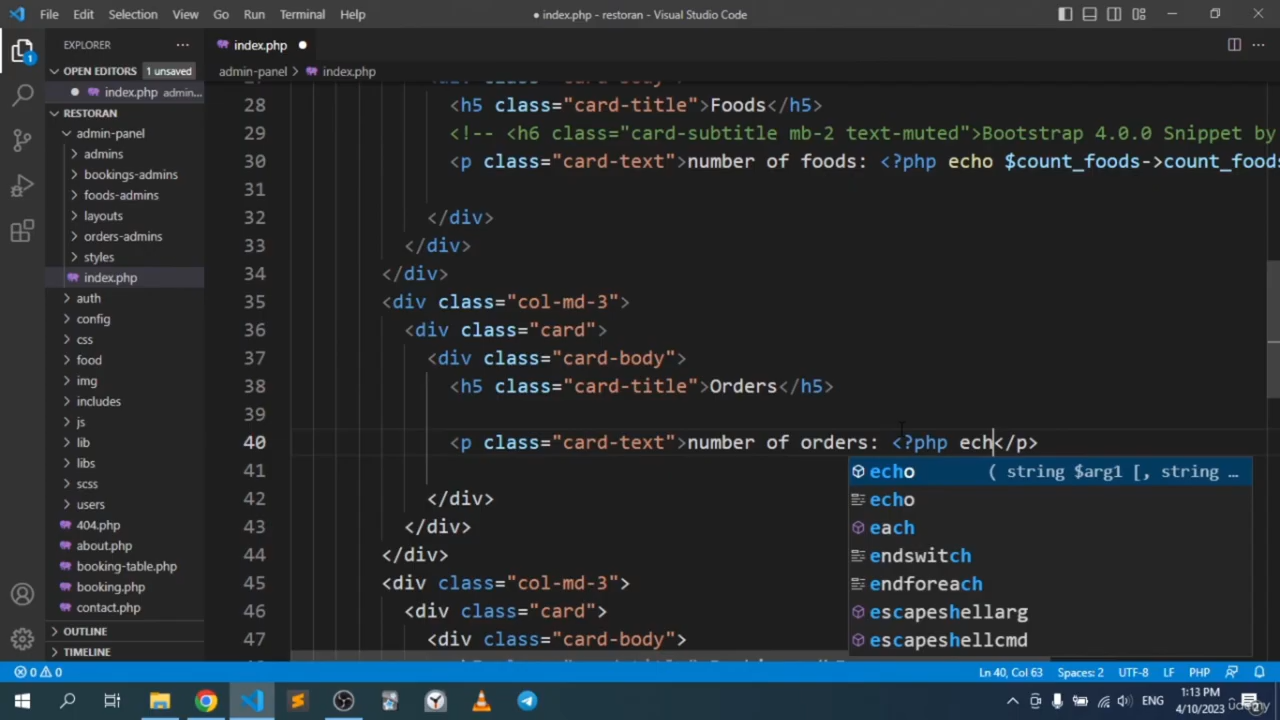 File Edit Selection View Go Run Terminal Help
● index.php - restoran - Visual Studio Code
EXPLORER
OPEN EDITORS 1 unsaved
index.php admin...
RESTORAN
admin-panel
admins
bookings-admins
foods-admins
layouts
orders-admins
styles
index.php
auth
config
css
food
img
includes
js
lib
libs
scss
users
404.php
about.php
booking-table.php
booking.php
contact.php
OUTLINE
TIMELINE
index.php
admin-panel > index.php
28 <h5 class="card-title">Foods</h5>
29 <!-- <h6 class="card-subtitle mb-2 text-muted">Bootstrap 4.0.0 Snippet by
30 <p class="card-text">number of foods: <?php echo $count_foods->count_foods
31
32 </div>
33 </div>
34 </div>
35 <div class="col-md-3">
36 <div class="card">
37 <div class="card-body">
38 <h5 class="card-title">Orders</h5>
39
40 <p class="card-text">number of orders: <?php ech</p>
41
42 </div>
43 </div>
44 </div>
45 <div class="col-md-3">
46 <div class="card">
47 <div class="card-body">
echo ( string $arg1 [, string …
echo
each
endswitch
endforeach
escapeshellarg
escapeshellcmd
0 0 Ln 40, Col 63 Spaces: 2 UTF-8 LF PHP
1
ENG
1:13 PM
4/10/2023
udemy